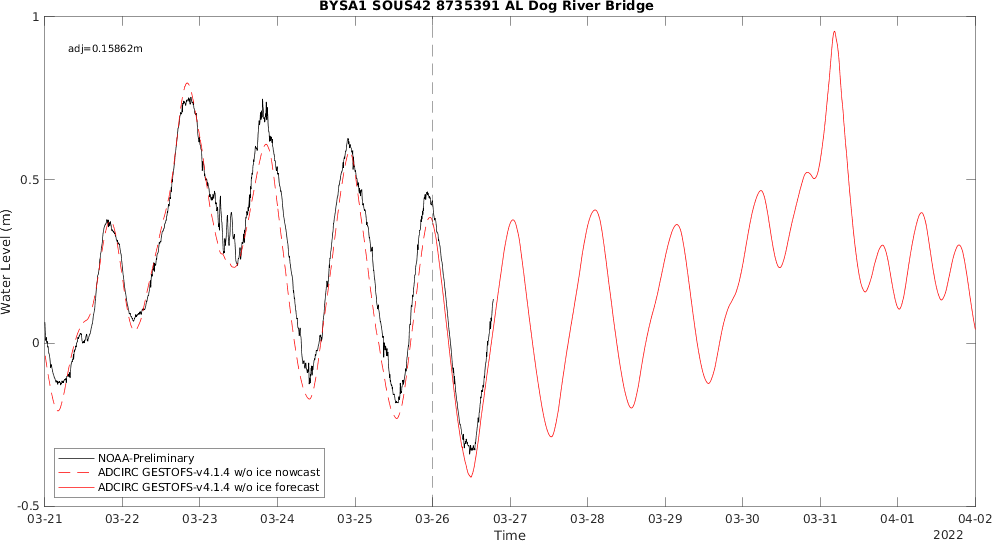 BYSA1 SOUS42 8735391 AL Dog River Bridge
1
adj=0.15862m
0.5
Water Level (m)
0
NOAA-Preliminary
ADCIRC GESTOFS-v4.1.4 w/o ice nowcast
ADCIRC GESTOFS-v4.1.4 w/o ice forecast
-0.5
03-21 03-22 03-23 03-24 03-25 03-26 03-27 03-28 03-29 03-30 03-31 04-01 04-02
Time
2022